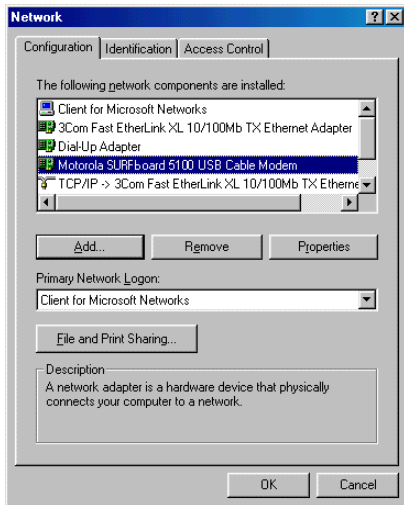 Network
Configuration Identification Access Control
The following network components are installed:
Client for Microsoft Networks
3Com Fast EtherLink XL 10/100Mb TX Ethernet Adapter
Dial-Up Adapter
Motorola SURFboard 5100 USB Cable Modem
TCP/IP -> 3Com Fast EtherLink XL 10/100Mb TX Etherne
Add... Remove Properties
Primary Network Logon:
Client for Microsoft Networks
File and Print Sharing...
Description
A network adapter is a hardware device that physically
connects your computer to a network.
OK Cancel